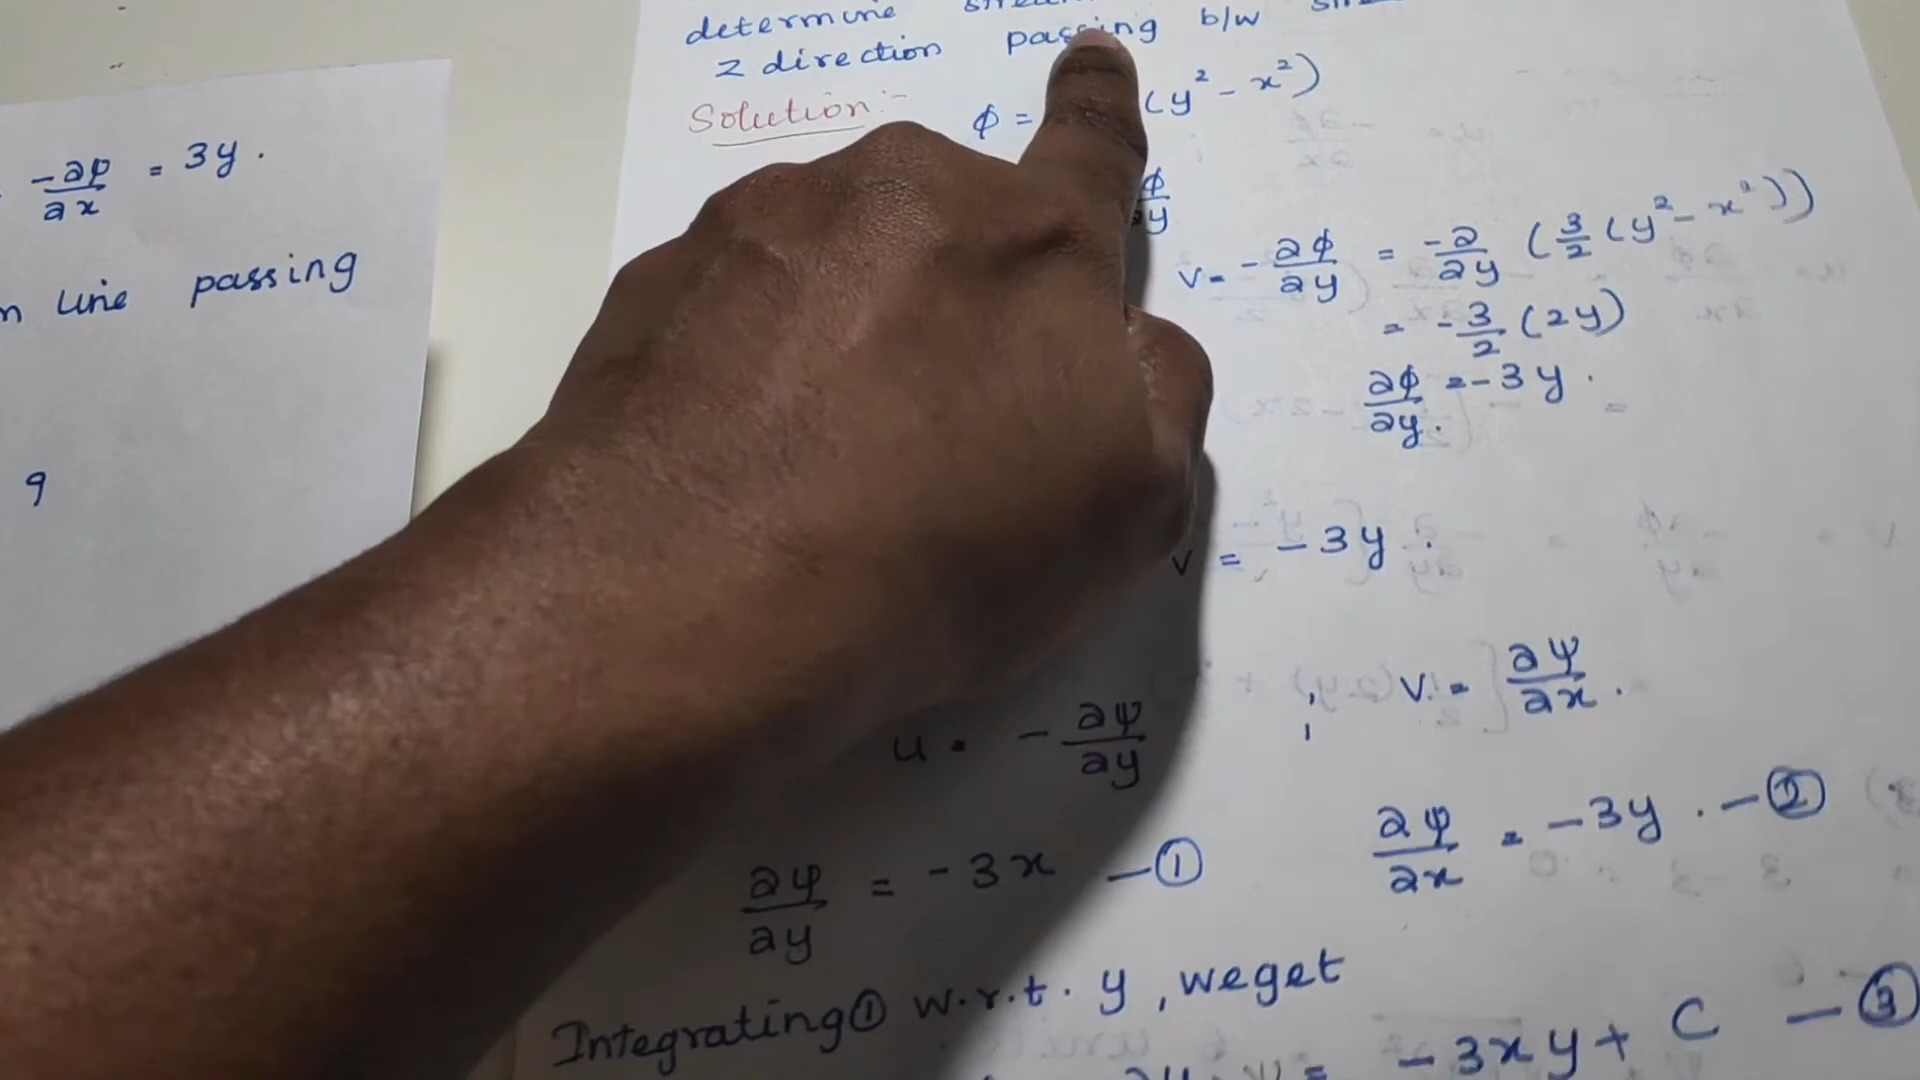 determine
z direction passing b/w
Solution:-
φ = (y² - x²)
-∂ψ/∂x = 3y.
∂φ/∂y
v = -∂φ/∂y = -∂/∂y (3/2 (y² - x²))
= -3/2 (2y)
∂φ/∂y. = -3y.
line passing
9
v = -3y.
u = -∂ψ/∂y ; v = ∂ψ/∂x.
∂ψ/∂y = -3x —① ∂ψ/∂x = -3y. —②
Integrating① w.r.t. y, weget
ψ = -3xy + C —③